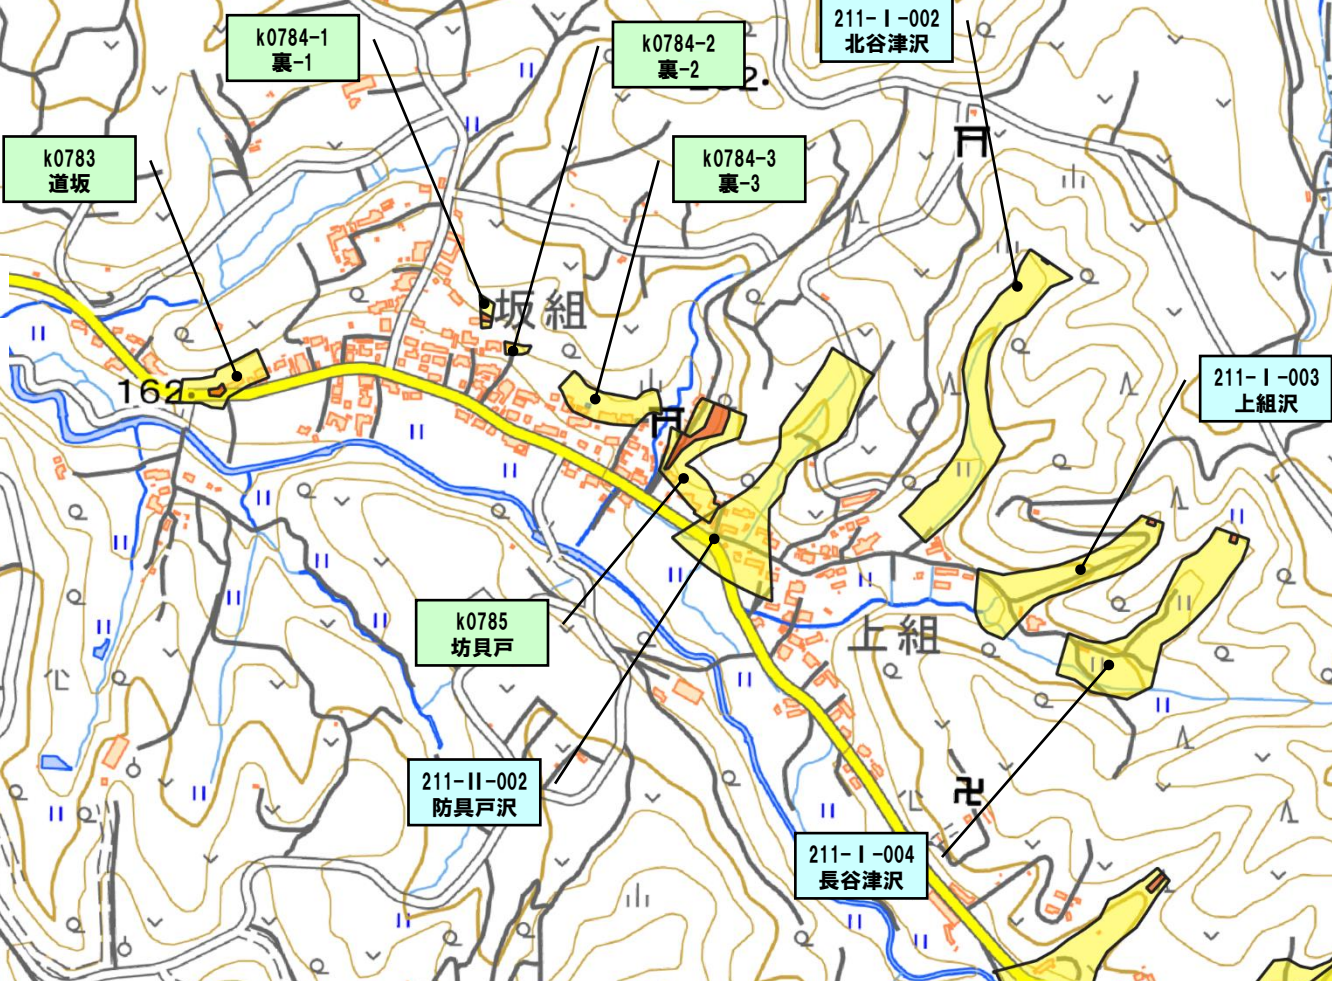 211-Ⅰ-002
北谷津沢
k0784-1
裏-1
k0784-2
裏-2
k0783
道坂
k0784-3
裏-3
坂組
162
211-Ⅰ-003
上組沢
k0785
坊具戸
上組
211-Ⅱ-002
防具戸沢
211-Ⅰ-004
長谷津沢